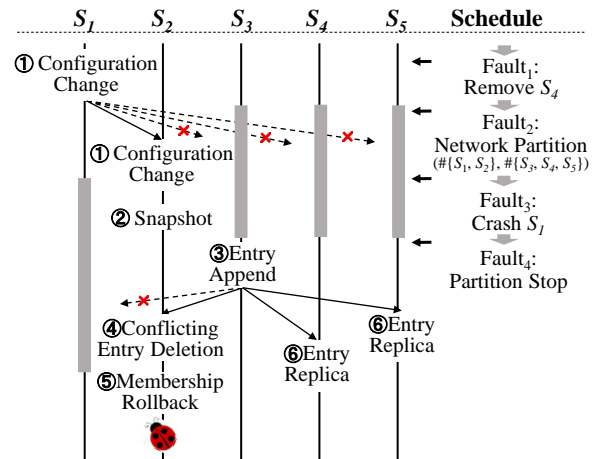 S1 S2 S3 S4 S5 Schedule
① Configuration
Change
Fault1:
Remove S4
① Configuration
Change
Fault2:
Network Partition
(#{S1, S2}, #{S3, S4, S5})
② Snapshot
Fault3:
Crash S1
③Entry
Append
Fault4:
Partition Stop
④Conflicting
Entry Deletion
⑥Entry
Replica
⑥Entry
Replica
⑤Membership
Rollback